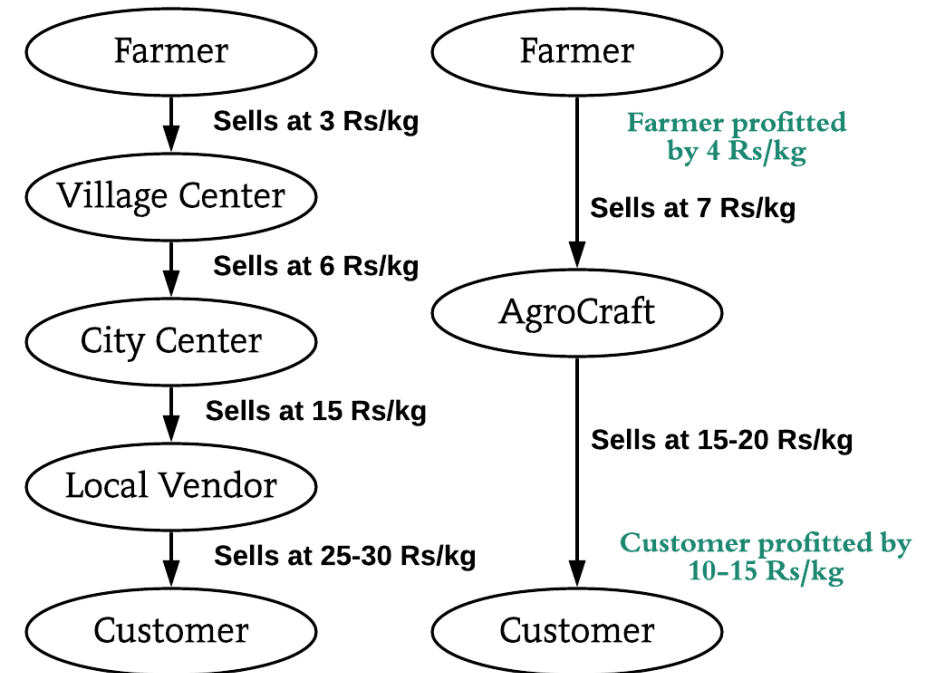 Farmer
Sells at 3 Rs/kg
Village Center
Sells at 6 Rs/kg
City Center
Sells at 15 Rs/kg
Local Vendor
Sells at 25-30 Rs/kg
Customer
Farmer
Farmer profitted
by 4 Rs/kg
Sells at 7 Rs/kg
AgroCraft
Sells at 15-20 Rs/kg
Customer profitted by
10-15 Rs/kg
Customer